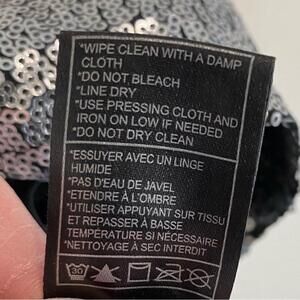 *WIPE CLEAN WITH A DAMP
CLOTH
*DO NOT BLEACH
*LINE DRY
*USE PRESSING CLOTH AND
IRON ON LOW IF NEEDED
*DO NOT DRY CLEAN
*ESSUYER AVEC UN LINGE
HUMIDE
*PAS D'EAU DE JAVEL
*ETENDRE À L'OMBRE
*UTILISER APPUYANT SUR TISSU
ET REPASSER À BASSE
TEMPÉRATURE SI NÉCESSAIRE
*NETTOYAGE À SEC INTERDIT
30